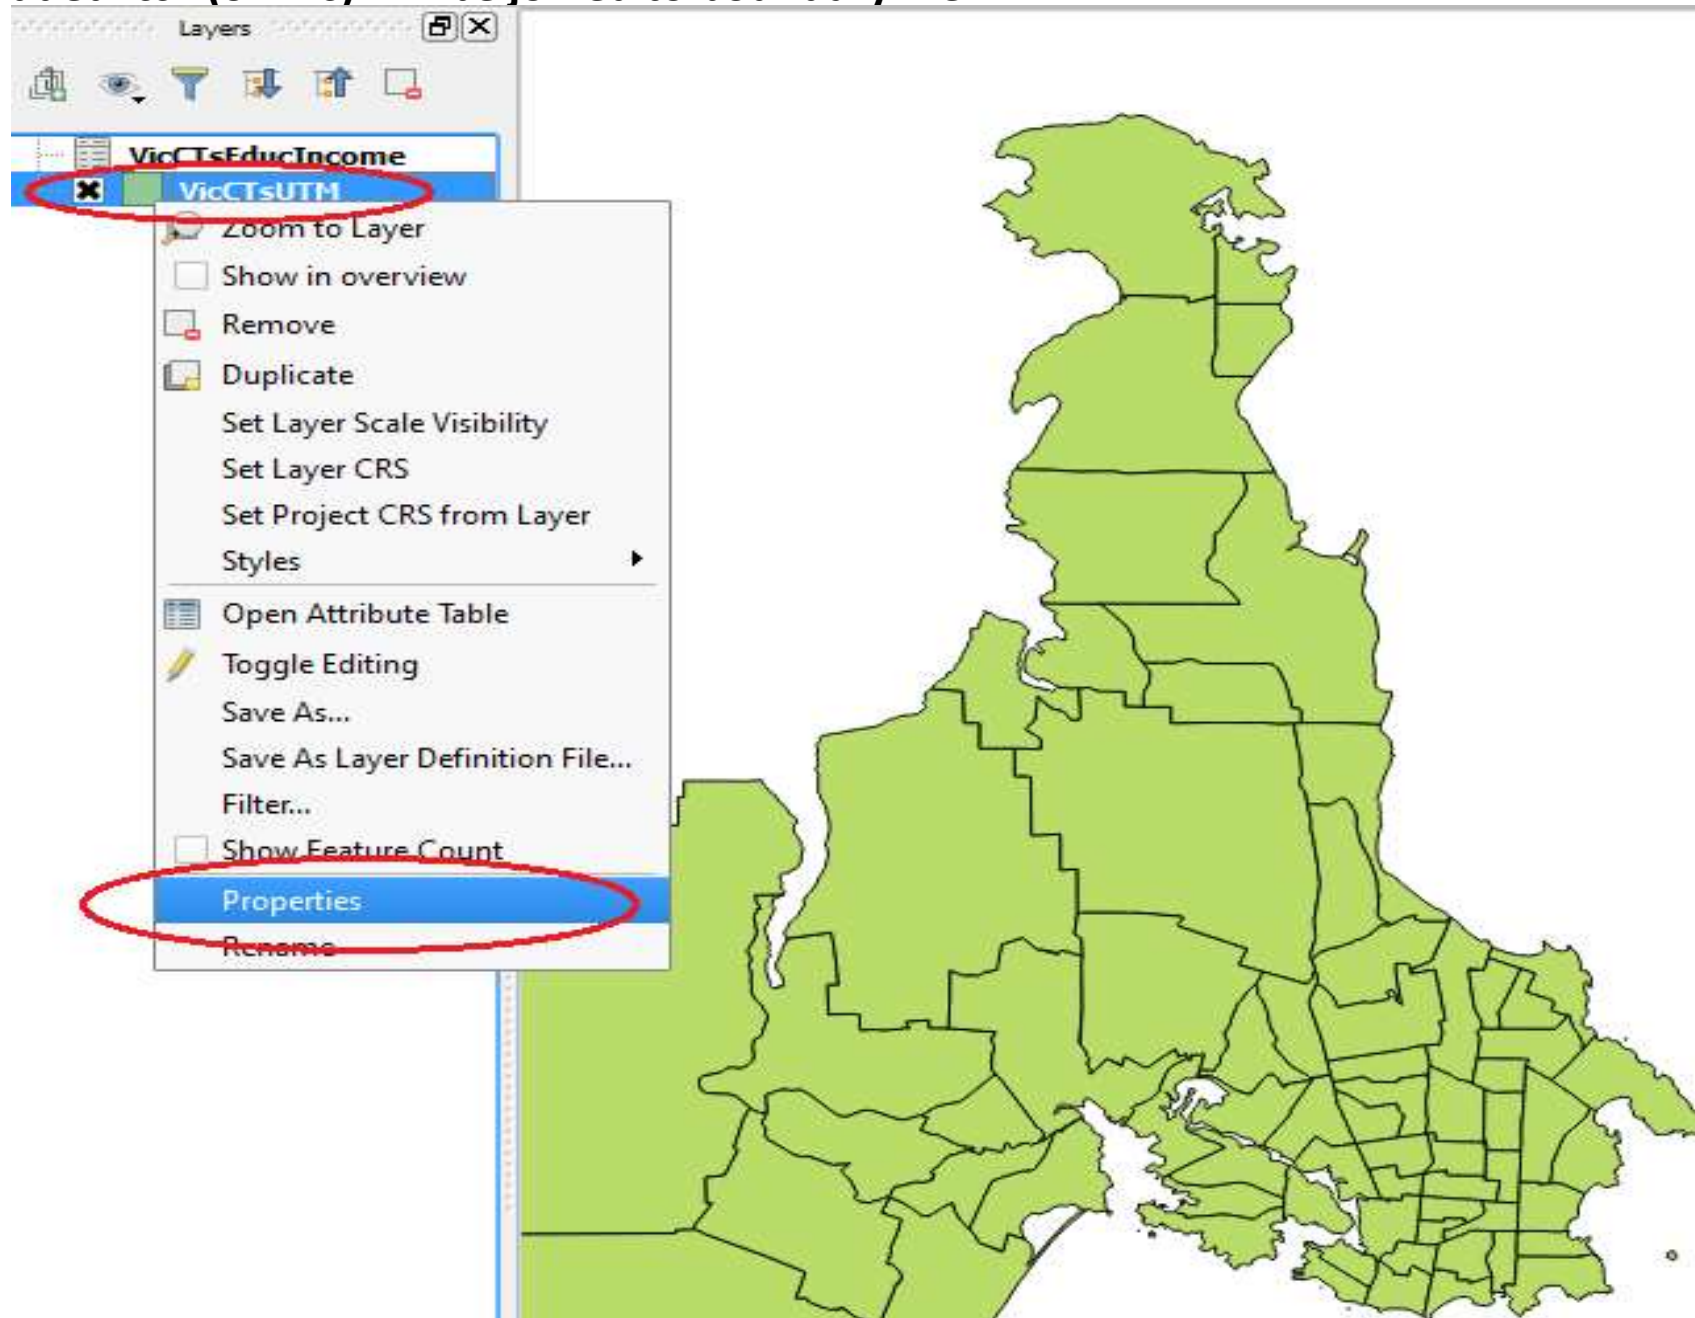 Layers
VicCTsEducIncome
VicCTsUTM
Zoom to Layer
Show in overview
Remove
Duplicate
Set Layer Scale Visibility
Set Layer CRS
Set Project CRS from Layer
Styles
Open Attribute Table
Toggle Editing
Save As...
Save As Layer Definition File...
Filter...
Show Feature Count
Properties
Rename